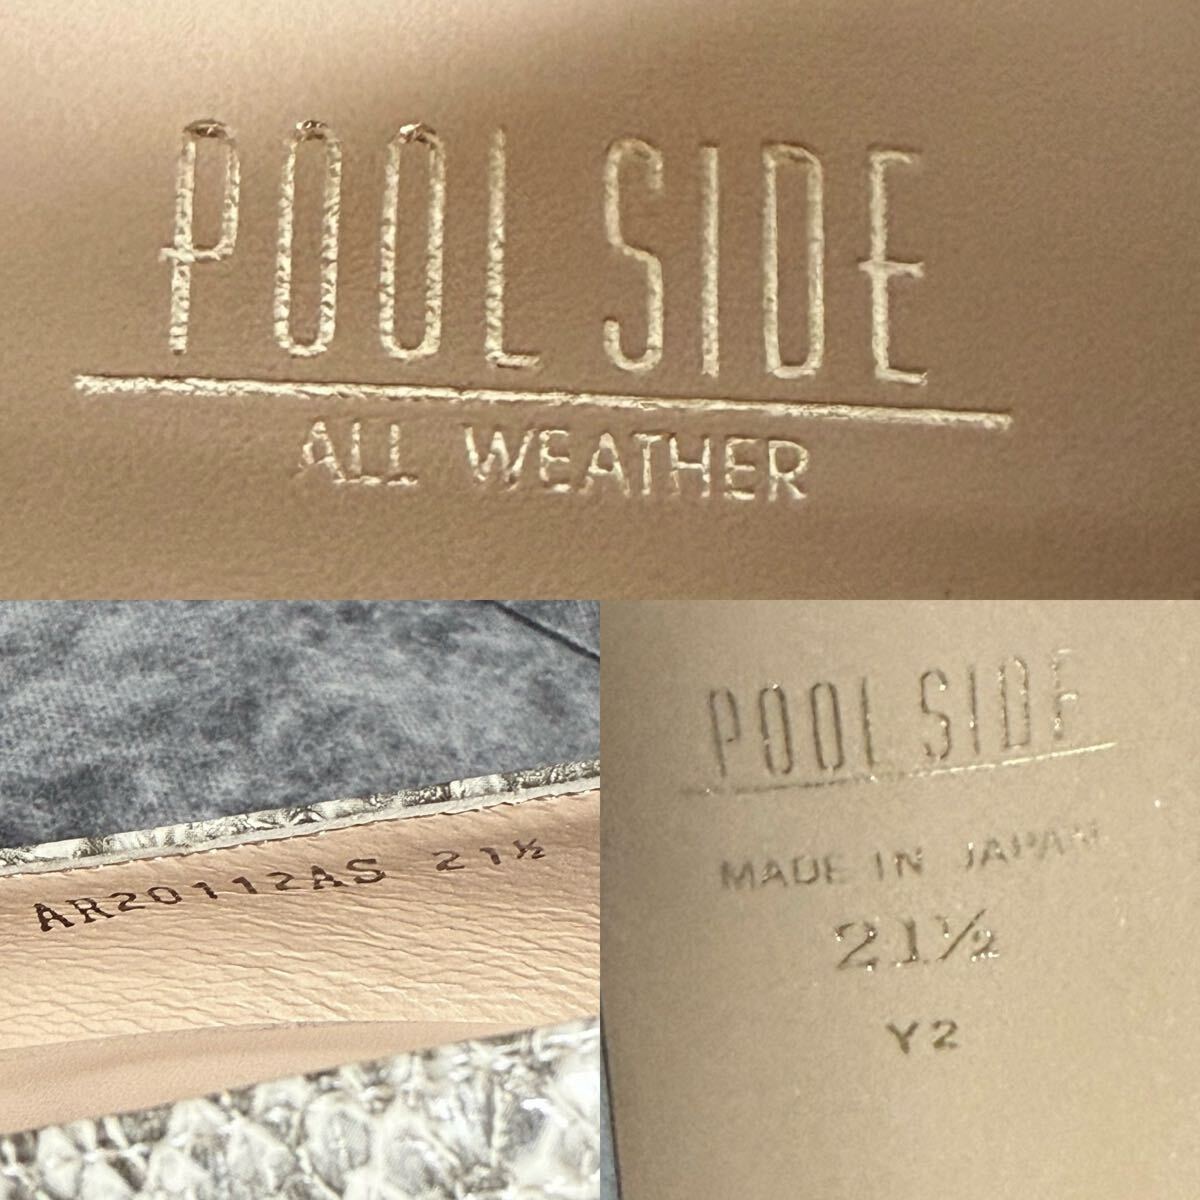 POOL SIDE
ALL WEATHER
AR20112AS 21½
POOL SIDE
MADE IN JAPAN
21½
Y2